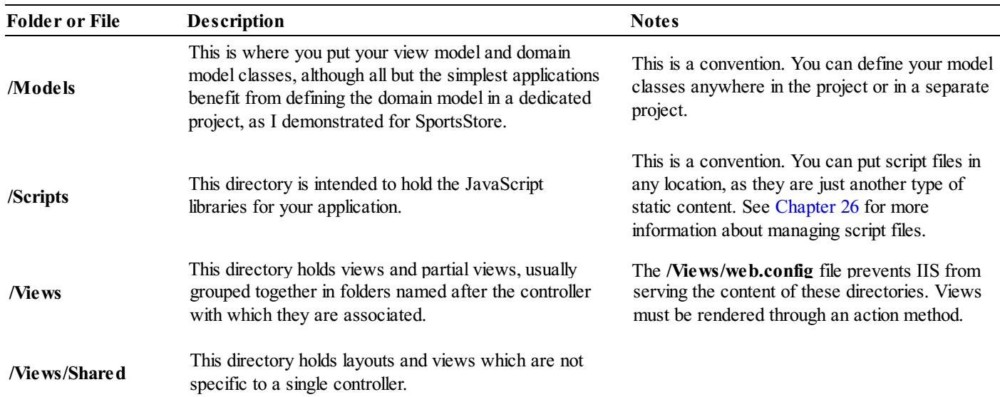 Folder or File Description Notes
This is where you put your view model and domain
model classes, although all but the simplest applications
benefit from defining the domain model in a dedicated
project, as I demonstrated for SportsStore.
/Models
This is a convention. You can define your model
classes anywhere in the project or in a separate
project.
/Scripts
This directory is intended to hold the JavaScript
libraries for your application.
This is a convention. You can put script files in
any location, as they are just another type of
static content. See Chapter 26 for more
information about managing script files.
/Views
This directory holds views and partial views, usually
grouped together in folders named after the controller
with which they are associated.
The /Views/web.config file prevents IIS from
serving the content of these directories. Views
must be rendered through an action method.
/Views/Shared
This directory holds layouts and views which are not
specific to a single controller.